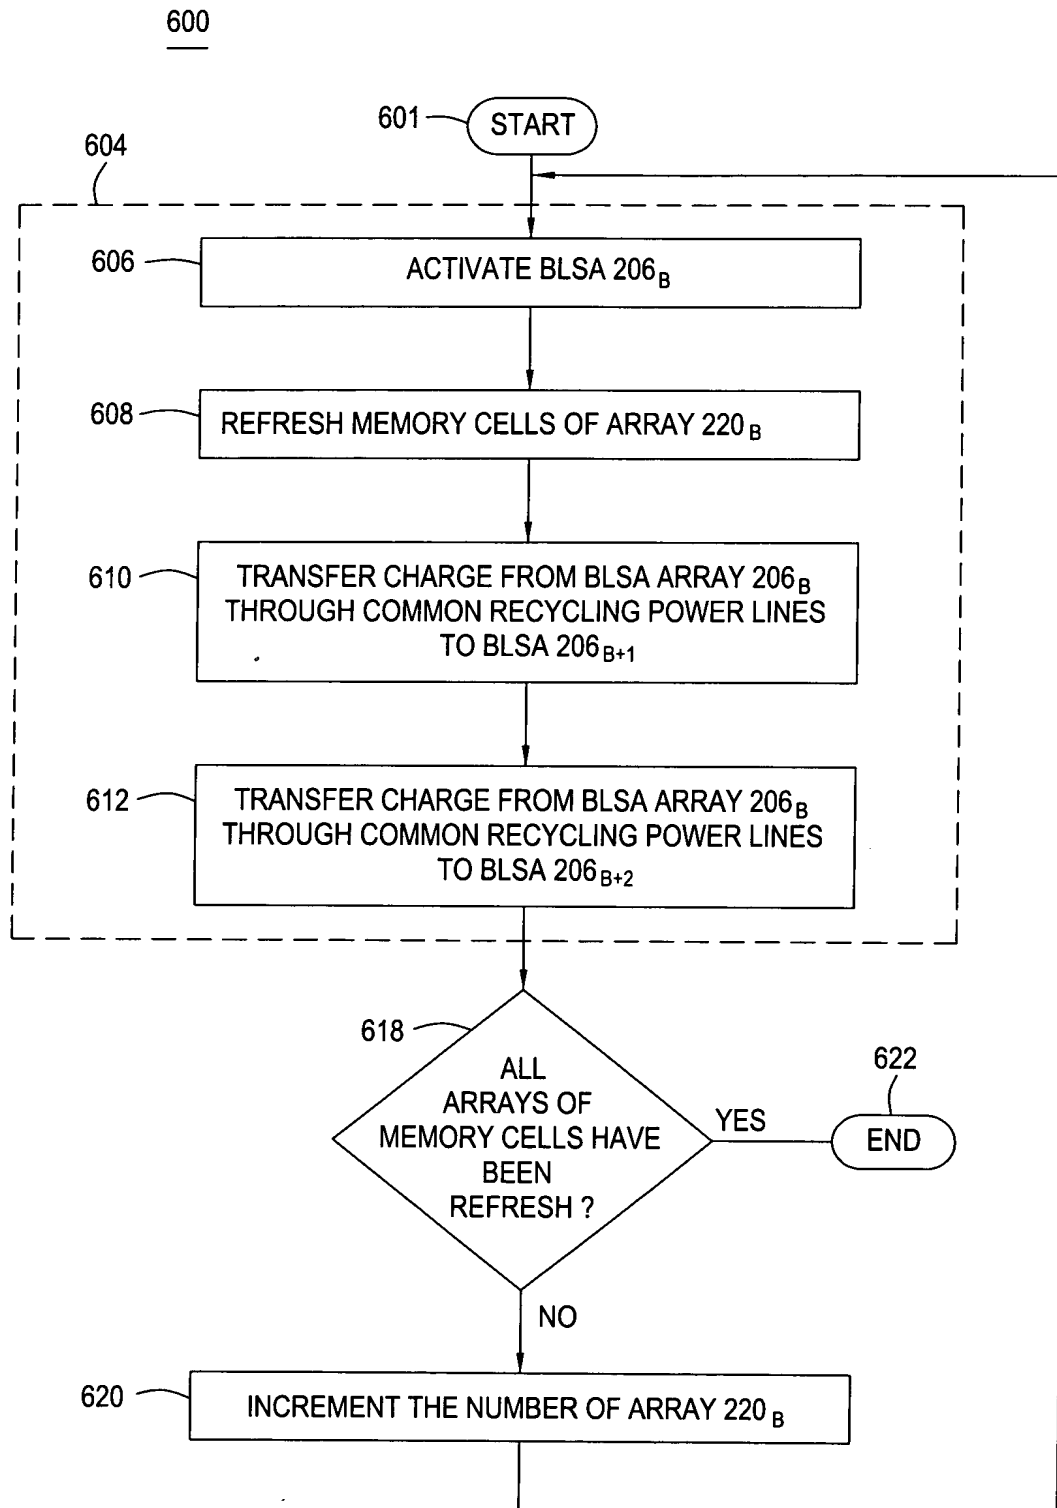 600
601
START
604
606
ACTIVATE BLSA 206B
608
REFRESH MEMORY CELLS OF ARRAY 220B
610
TRANSFER CHARGE FROM BLSA ARRAY 206B
THROUGH COMMON RECYCLING POWER LINES
TO BLSA 206B+1
612
TRANSFER CHARGE FROM BLSA ARRAY 206B
THROUGH COMMON RECYCLING POWER LINES
TO BLSA 206B+2
618
ALL
ARRAYS OF
MEMORY CELLS HAVE
BEEN
REFRESH ?
YES
622
END
NO
620
INCREMENT THE NUMBER OF ARRAY 220B